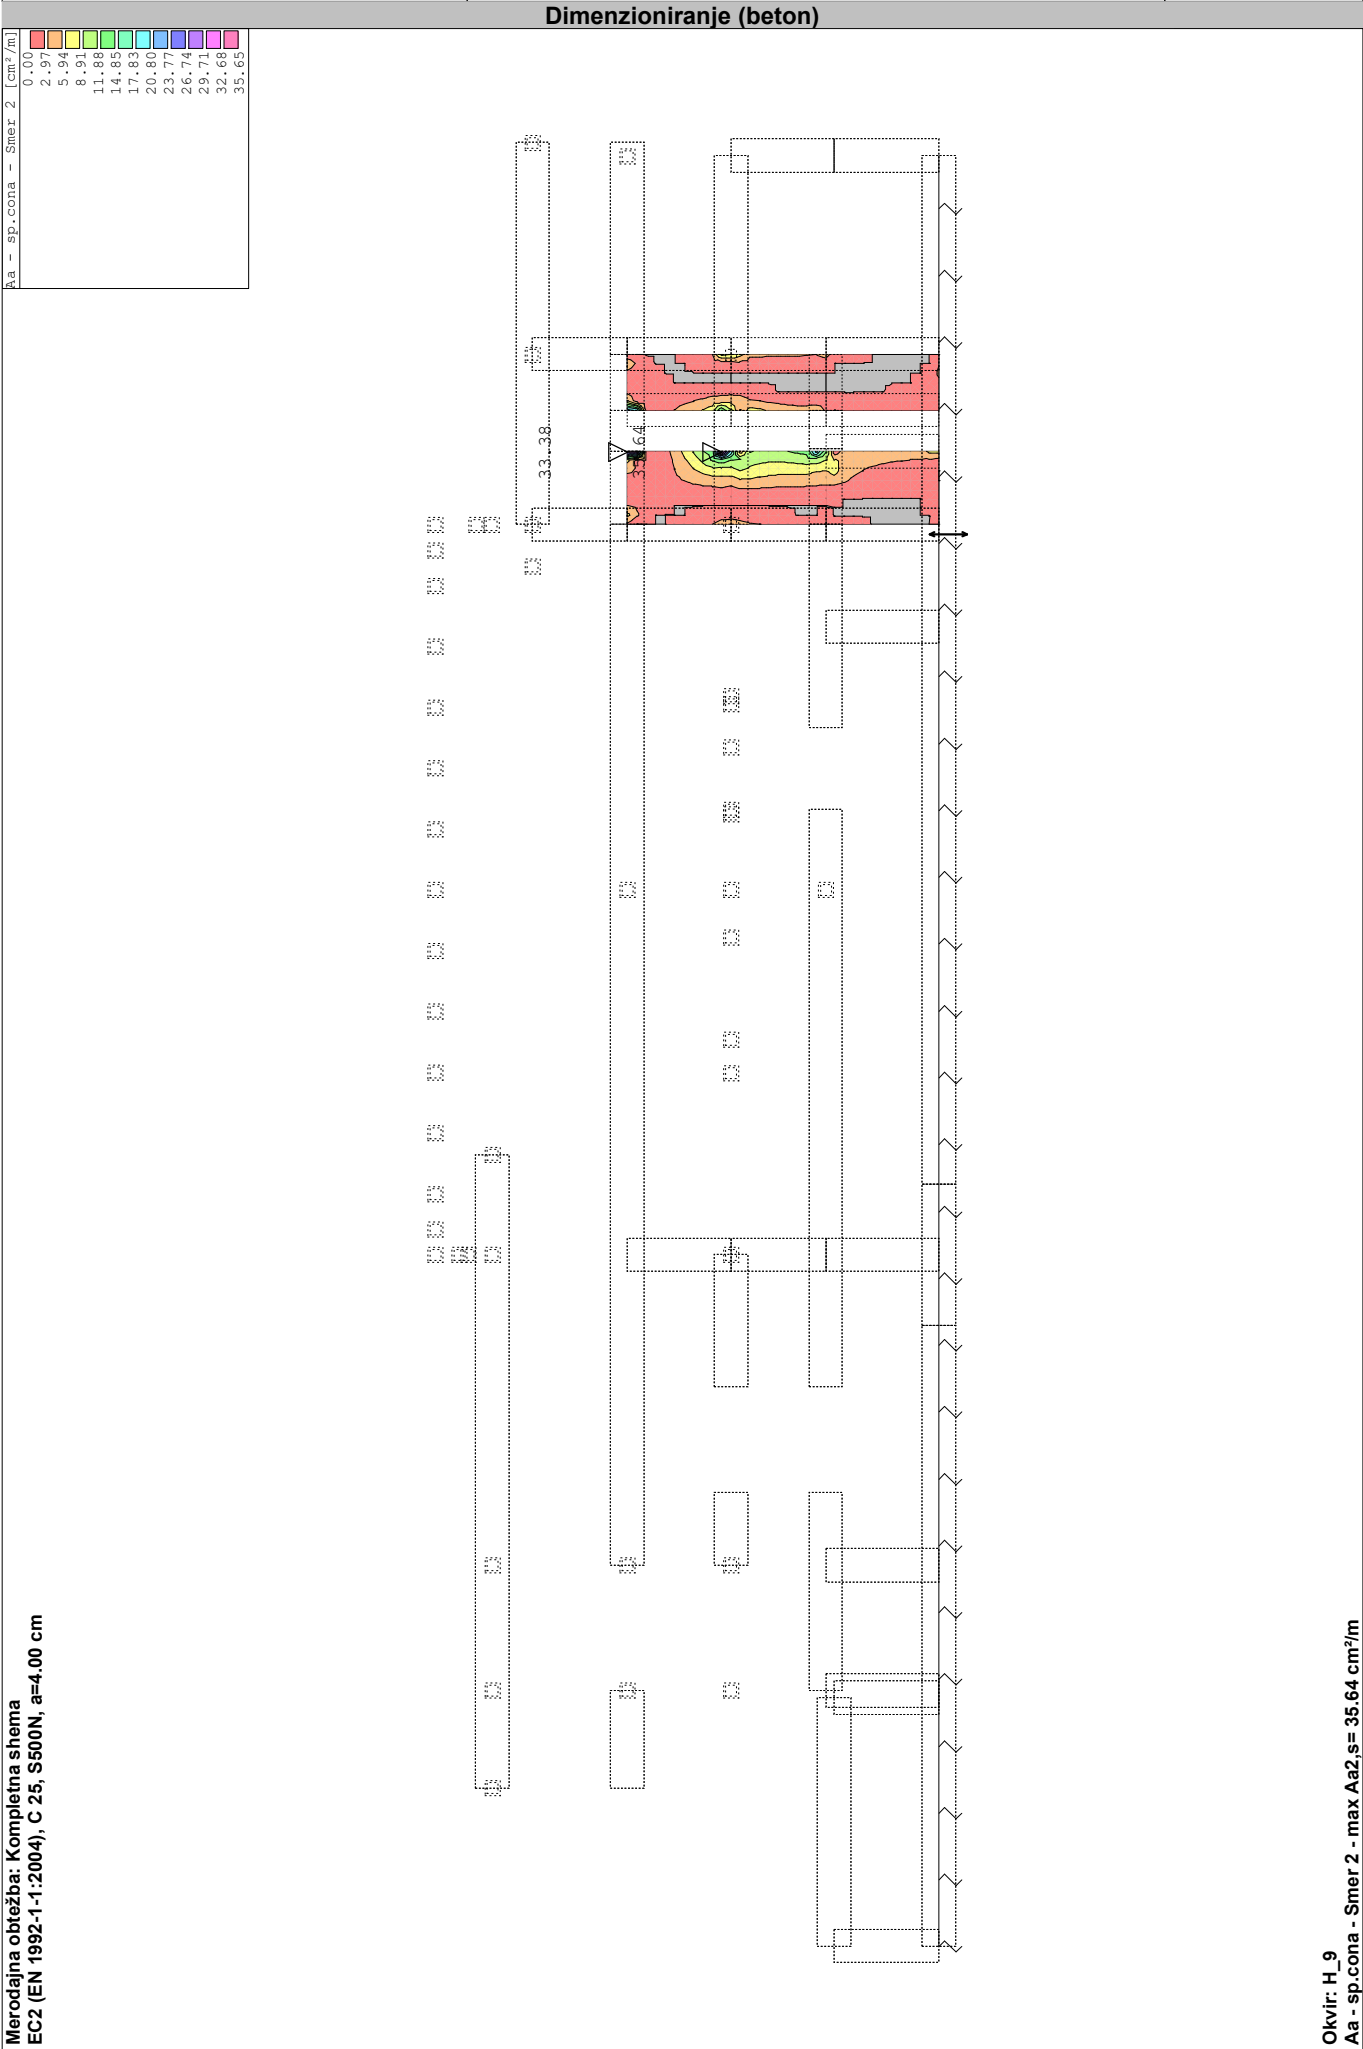 Dimenzioniranje (beton)
Aa - sp.cona - Smer 2 [cm²/m]
0.00
2.97
5.94
8.91
11.88
14.85
17.83
20.80
23.77
26.74
29.71
32.68
35.65
33.38
Merodajna obtežba: Kompletna shema
EC2 (EN 1992-1-1:2004), C 25, S500N, a=4.00 cm
Okvir: H_9
Aa - sp.cona - Smer 2 - max Aa2,s= 35.64 cm²/m